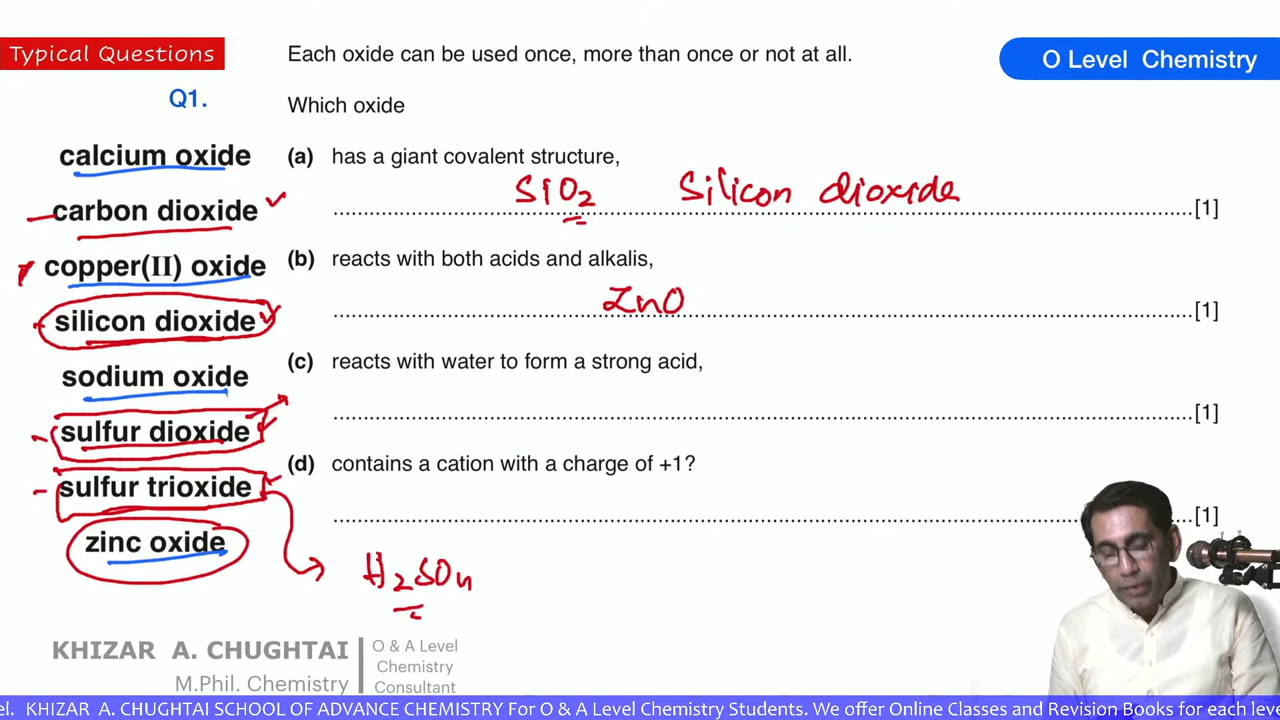 Typical Questions
Each oxide can be used once, more than once or not at all.
O Level Chemistry
Q1.
Which oxide
calcium oxide
carbon dioxide
copper(II) oxide
silicon dioxide
sodium oxide
sulfur dioxide
sulfur trioxide
zinc oxide
(a) has a giant covalent structure,
SiO2 Silicon dioxide
[1]
(b) reacts with both acids and alkalis,
ZnO
[1]
(c) reacts with water to form a strong acid,
[1]
(d) contains a cation with a charge of +1?
[1]
H2SO4
KHIZAR A. CHUGHTAI
M.Phil. Chemistry
O & A Level
Chemistry
Consultant
el. KHIZAR A. CHUGHTAI SCHOOL OF ADVANCE CHEMISTRY For O & A Level Chemistry Students. We offer Online Classes and Revision Books for each leve